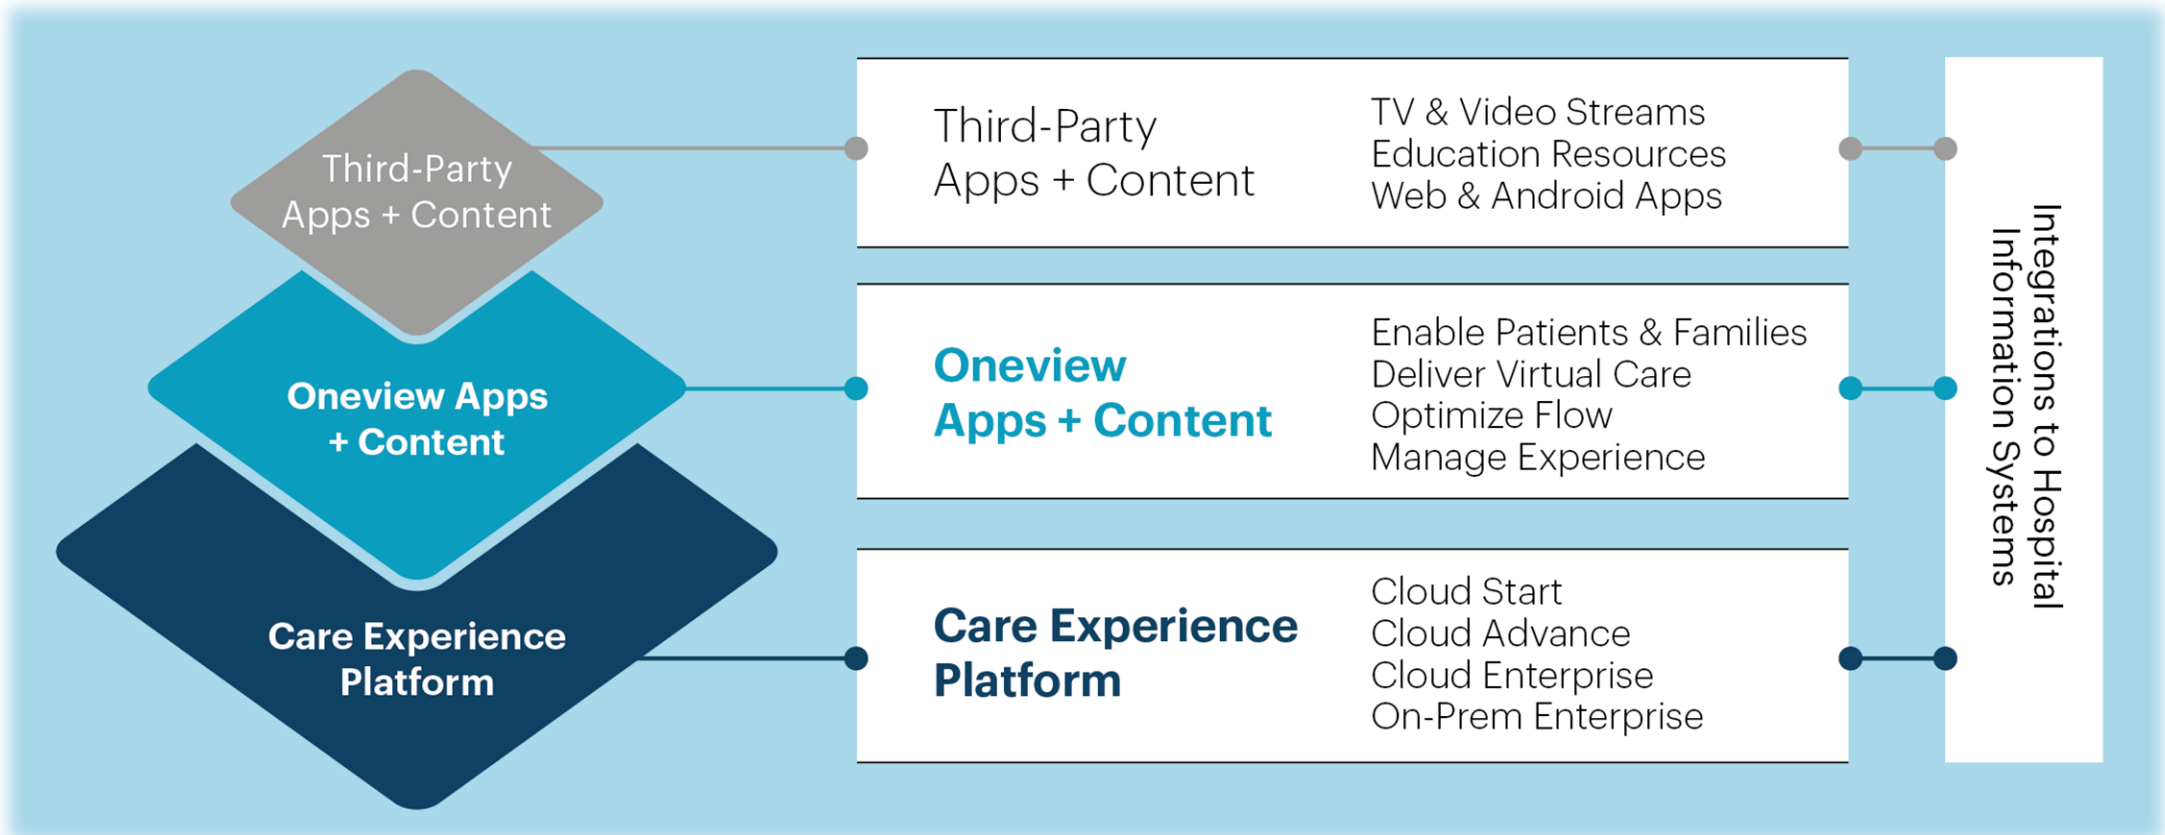 Third-Party
Apps + Content
Oneview Apps
+ Content
Care Experience
Platform
Third-Party
Apps + Content
TV & Video Streams
Education Resources
Web & Android Apps
Oneview
Apps + Content
Enable Patients & Families
Deliver Virtual Care
Optimize Flow
Manage Experience
Care Experience
Platform
Cloud Start
Cloud Advance
Cloud Enterprise
On-Prem Enterprise
Integrations to Hospital
Information Systems